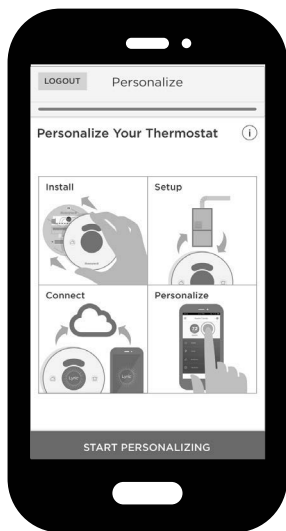 LOGOUT Personalize
Personalize Your Thermostat i
Install Setup
Connect Personalize
START PERSONALIZING